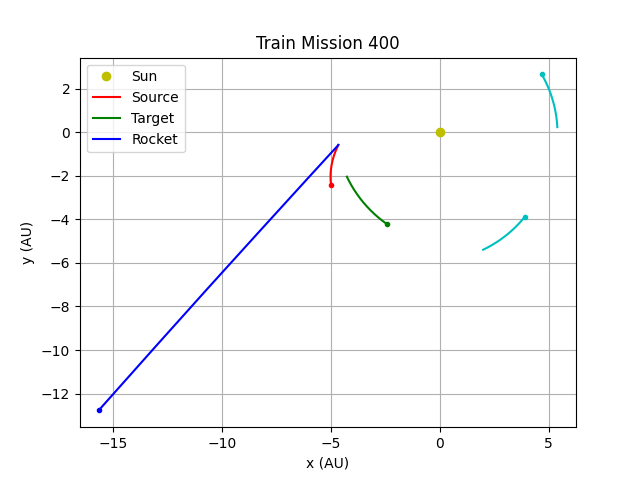 Train Mission 400
Sun
Source
Target
Rocket
y (AU)
2
0
−2
−4
−6
−8
−10
−12
−15
−10
−5
0
5
x (AU)